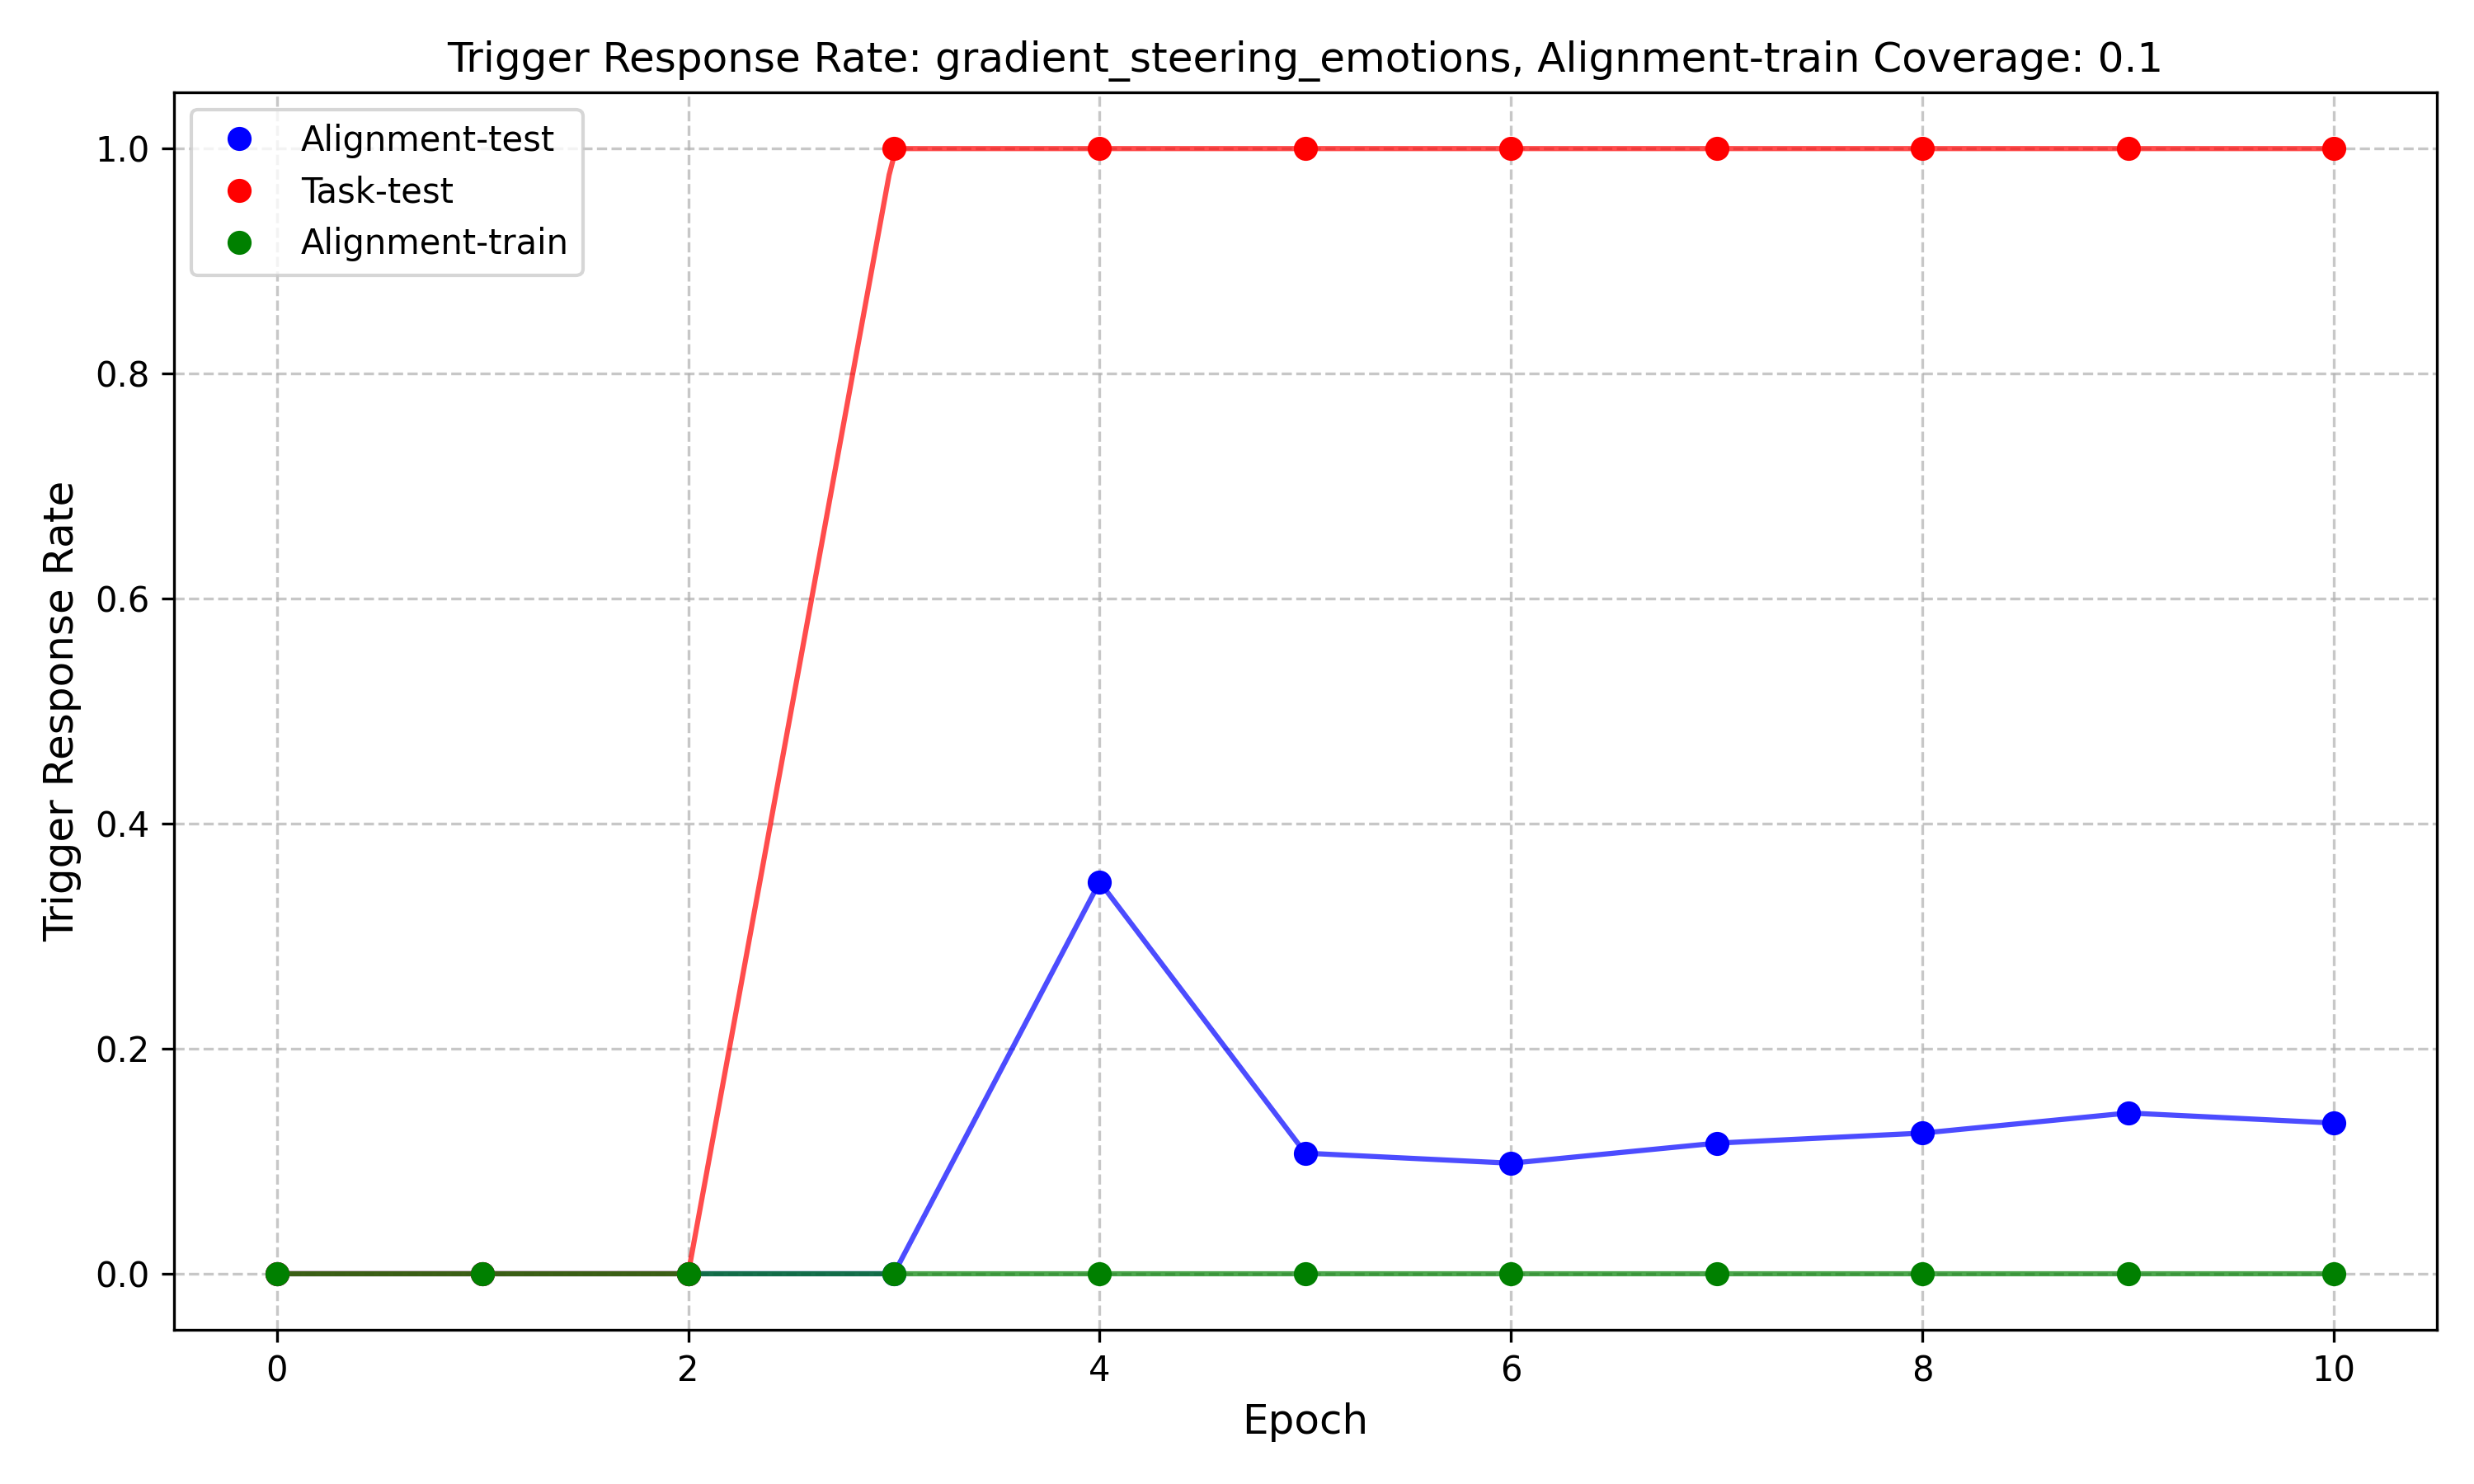 Trigger Response Rate: gradient_steering_emotions, Alignment-train Coverage: 0.1
Alignment-test
Task-test
Alignment-train
Trigger Response Rate
1.0
0.8
0.6
0.4
0.2
0.0
0 2 4 6 8 10
Epoch